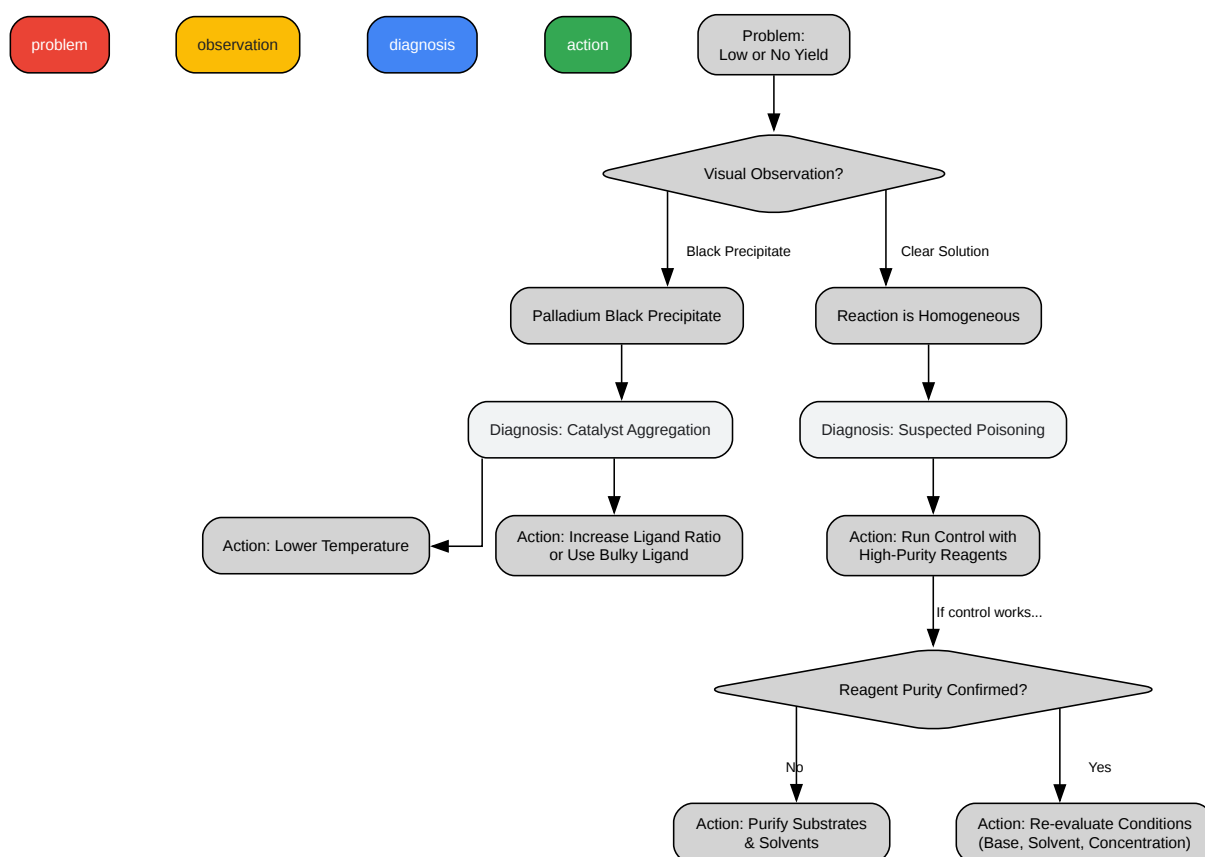 problem
observation
diagnosis
action
Problem:
Low or No Yield
Visual Observation?
Black Precipitate
Clear Solution
Palladium Black Precipitate
Reaction is Homogeneous
Diagnosis: Catalyst Aggregation
Diagnosis: Suspected Poisoning
Action: Lower Temperature
Action: Increase Ligand Ratio
or Use Bulky Ligand
Action: Run Control with
High-Purity Reagents
If control works...
Reagent Purity Confirmed?
No
Yes
Action: Purify Substrates
& Solvents
Action: Re-evaluate Conditions
(Base, Solvent, Concentration)